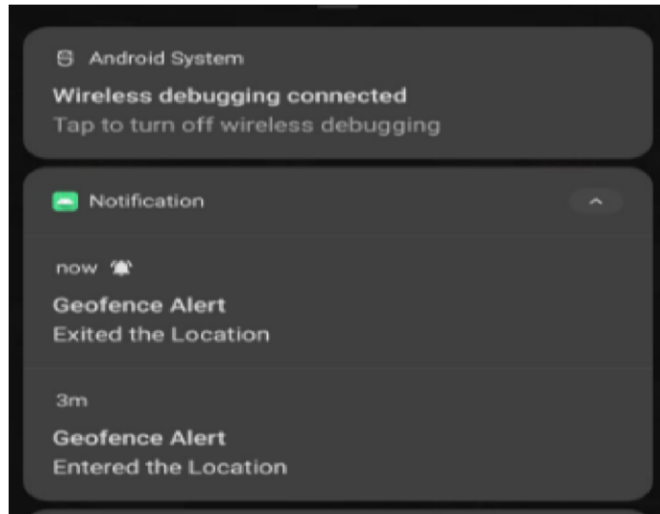 Android System
Wireless debugging connected
Tap to turn off wireless debugging
Notification
now
Geofence Alert
Exited the Location
3m
Geofence Alert
Entered the Location